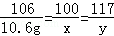 106/10.6g = 100/x = 117/y